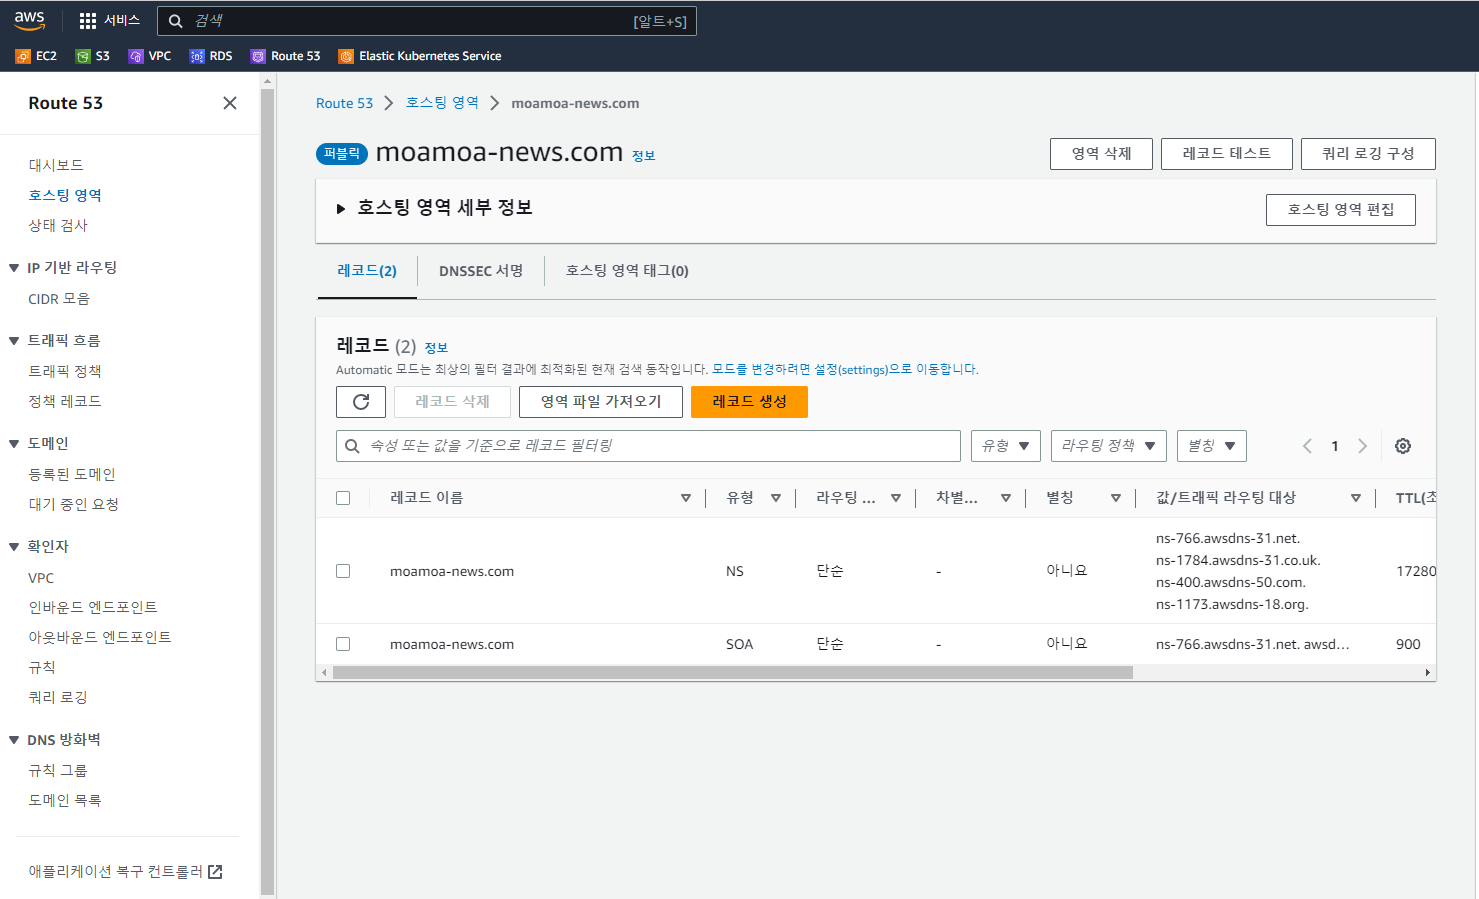 aws
서비스
검색
[알트+S]
EC2
S3
VPC
RDS
Route 53
Elastic Kubernetes Service
Route 53
대시보드
호스팅 영역
상태 검사
IP 기반 라우팅
CIDR 모음
트래픽 흐름
트래픽 정책
정책 레코드
도메인
등록된 도메인
대기 중인 요청
확인자
VPC
인바운드 엔드포인트
아웃바운드 엔드포인트
규칙
쿼리 로깅
DNS 방화벽
규칙 그룹
도메인 목록
애플리케이션 복구 컨트롤러
Route 53 > 호스팅 영역 > moamoa-news.com
퍼블릭 moamoa-news.com 정보
영역 삭제
레코드 테스트
쿼리 로깅 구성
호스팅 영역 세부 정보
호스팅 영역 편집
레코드(2)
DNSSEC 서명
호스팅 영역 태그(0)
레코드 (2) 정보
Automatic 모드는 최상의 필터 결과에 최적화된 현재 검색 동작입니다. 모드를 변경하려면 설정(settings)으로 이동합니다.
레코드 삭제
영역 파일 가져오기
레코드 생성
속성 또는 값을 기준으로 레코드 필터링
유형
라우팅 정책
별칭
1
레코드 이름
유형
라우팅 ...
차별...
별칭
값/트래픽 라우팅 대상
TTL(초
moamoa-news.com
NS
단순
-
아니요
ns-766.awsdns-31.net.
ns-1784.awsdns-31.co.uk.
ns-400.awsdns-50.com.
ns-1173.awsdns-18.org.
17280
moamoa-news.com
SOA
단순
-
아니요
ns-766.awsdns-31.net. awsd...
900